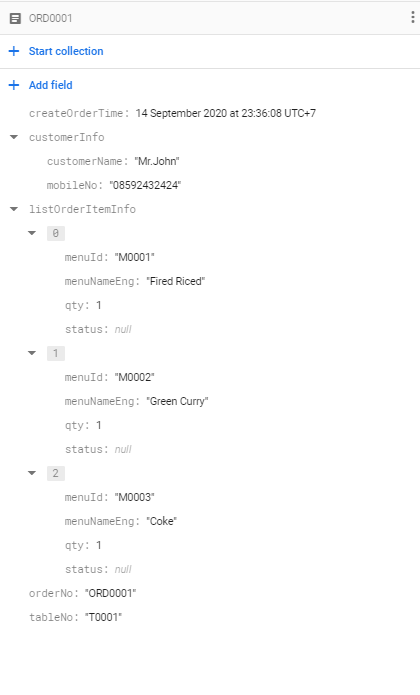 ORD0001
+ Start collection
+ Add field
createOrderTime: 14 September 2020 at 23:36:08 UTC+7
customerInfo
customerName: "Mr.John"
mobileNo: "08592432424"
listOrderItemInfo
0
menuId: "M0001"
menuNameEng: "Fired Riced"
qty: 1
status: null
1
menuId: "M0002"
menuNameEng: "Green Curry"
qty: 1
status: null
2
menuId: "M0003"
menuNameEng: "Coke"
qty: 1
status: null
orderNo: "ORD0001"
tableNo: "T0001"